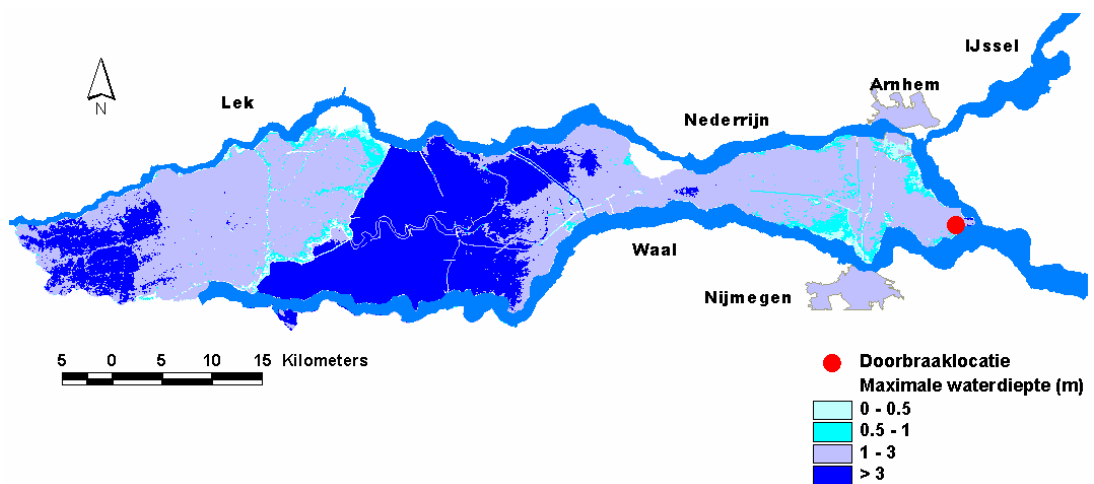 IJssel
Arnhem
Lek
N
Nederrijn
Waal
Nijmegen
5 0 5 10 15 Kilometers
Doorbraaklocatie
Maximale waterdiepte (m)
0 - 0.5
0.5 - 1
1 - 3
> 3